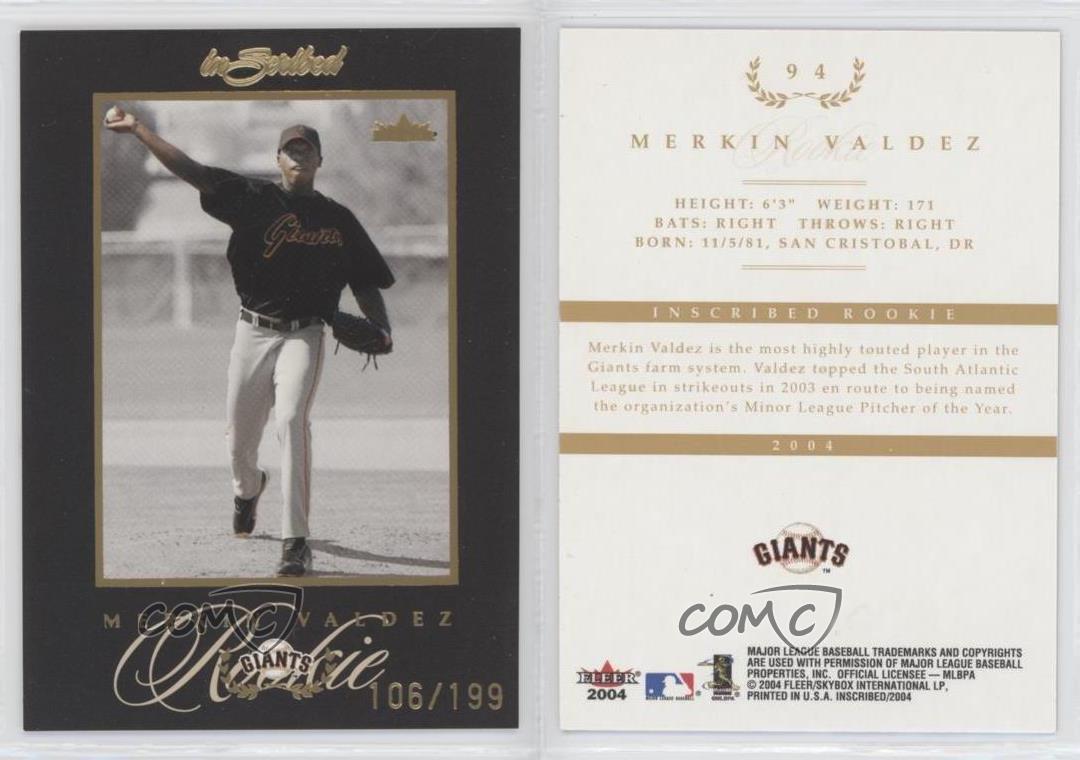 inScribed
Giants
MERKIN VALDEZ
Rookie
GIANTS
106/199
COMC
94
Rookie
MERKIN VALDEZ
HEIGHT: 6'3" WEIGHT: 171
BATS: RIGHT THROWS: RIGHT
BORN: 11/5/81, SAN CRISTOBAL, DR
INSCRIBED ROOKIE
Merkin Valdez is the most highly touted player in the
Giants farm system. Valdez topped the South Atlantic
League in strikeouts in 2003 en route to being named
the organization's Minor League Pitcher of the Year.
2004
GIANTS
TM
COMC
FLEER
2004
MAJOR LEAGUE BASEBALL TRADEMARKS AND COPYRIGHTS
ARE USED WITH PERMISSION OF MAJOR LEAGUE BASEBALL
PROPERTIES, INC. OFFICIAL LICENSEE — MLBPA
© 2004 FLEER/SKYBOX INTERNATIONAL LP,
PRINTED IN U.S.A. INSCRIBED/2004